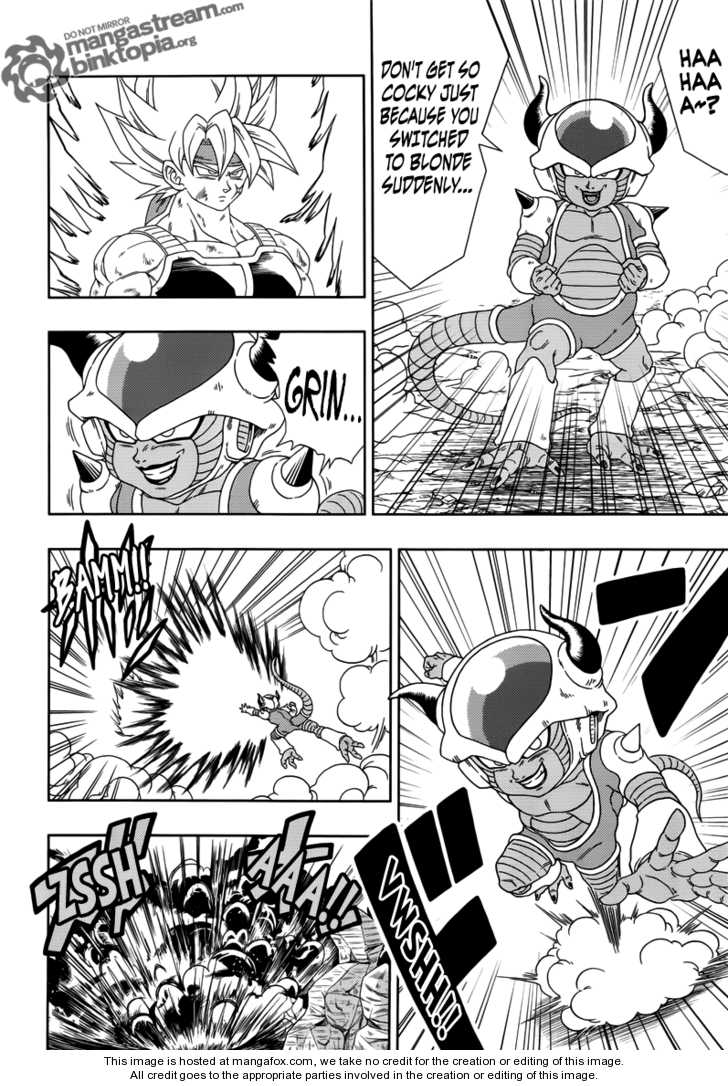 DO NOT MIRROR
mangastream.com
binktopia.org
HAA
HAA
A~?
DON'T GET SO
COCKY JUST
BECAUSE YOU
SWITCHED
TO BLONDE
SUDDENLY...
GRIN...
VWSHH!!
BAMM!!
ZSSH
AAA!!
This image is hosted at mangafox.com, we take no credit for the creation or editing of this image.
All credit goes to the appropriate parties involved in the creation or editing of this image.